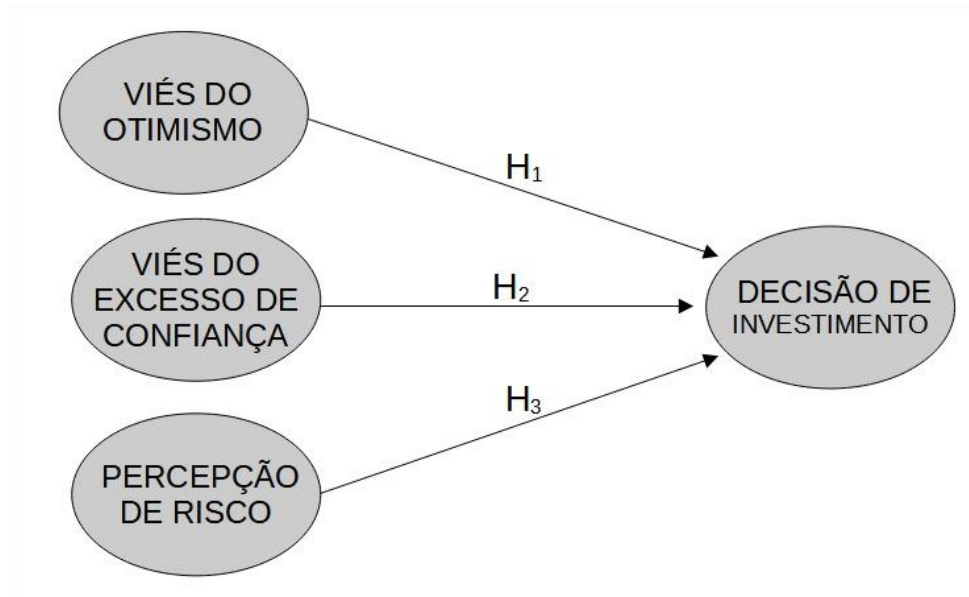 VIÉS DO
OTIMISMO
H₁
VIÉS DO
EXCESSO DE
CONFIANÇA
H₂
DECISÃO DE
INVESTIMENTO
H₃
PERCEPÇÃO
DE RISCO